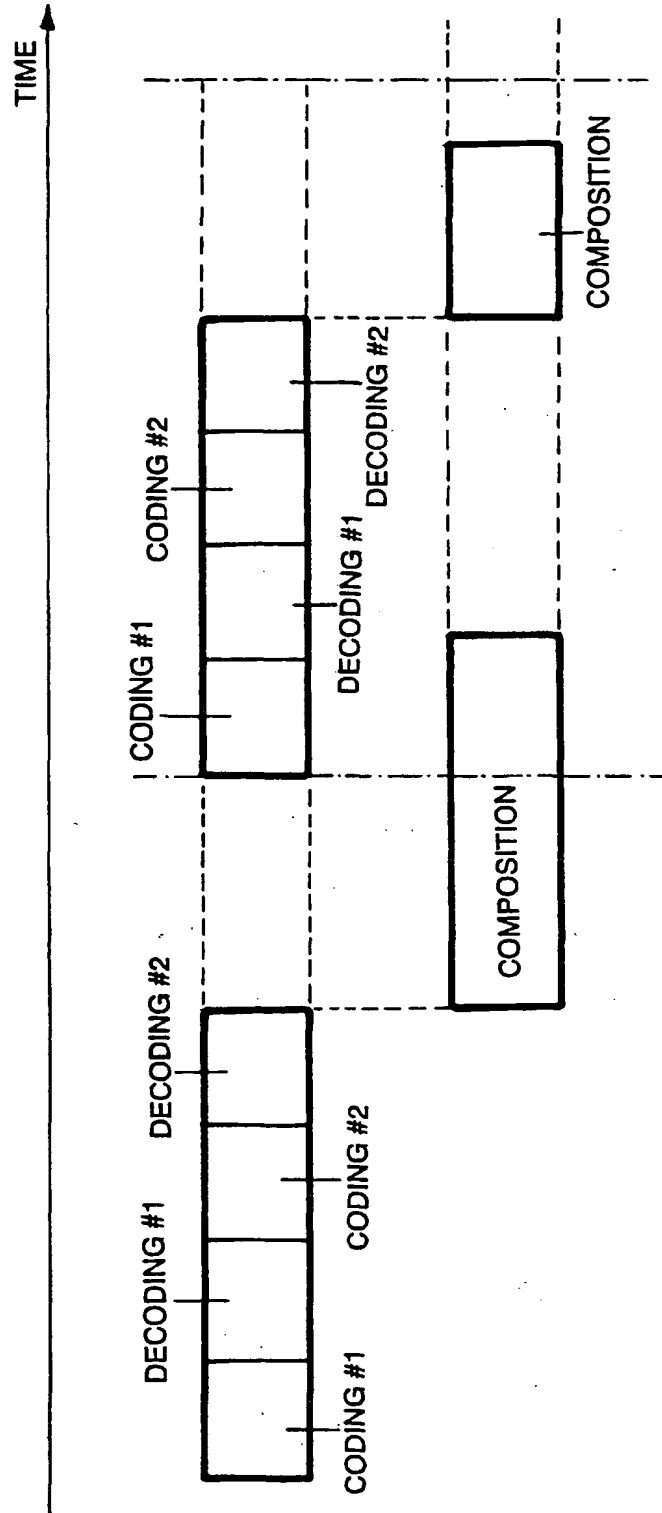 TIME
DECODING #1
DECODING #2
CODING #1
CODING #2
CODING #1
CODING #2
DECODING #1
DECODING #2
COMPOSITION
COMPOSITION